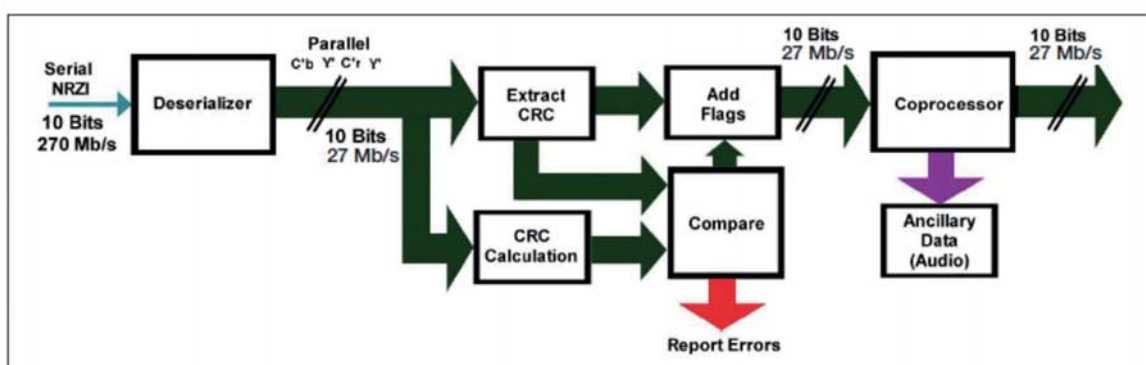 Serial
NRZI
10 Bits
270 Mb/s
Deserializer
Parallel
C'b Y' C'r Y'
10 Bits
27 Mb/s
Extract
CRC
CRC
Calculation
Add
Flags
Compare
Report Errors
10 Bits
27 Mb/s
Coprocessor
Ancillary
Data
(Audio)
10 Bits
27 Mb/s